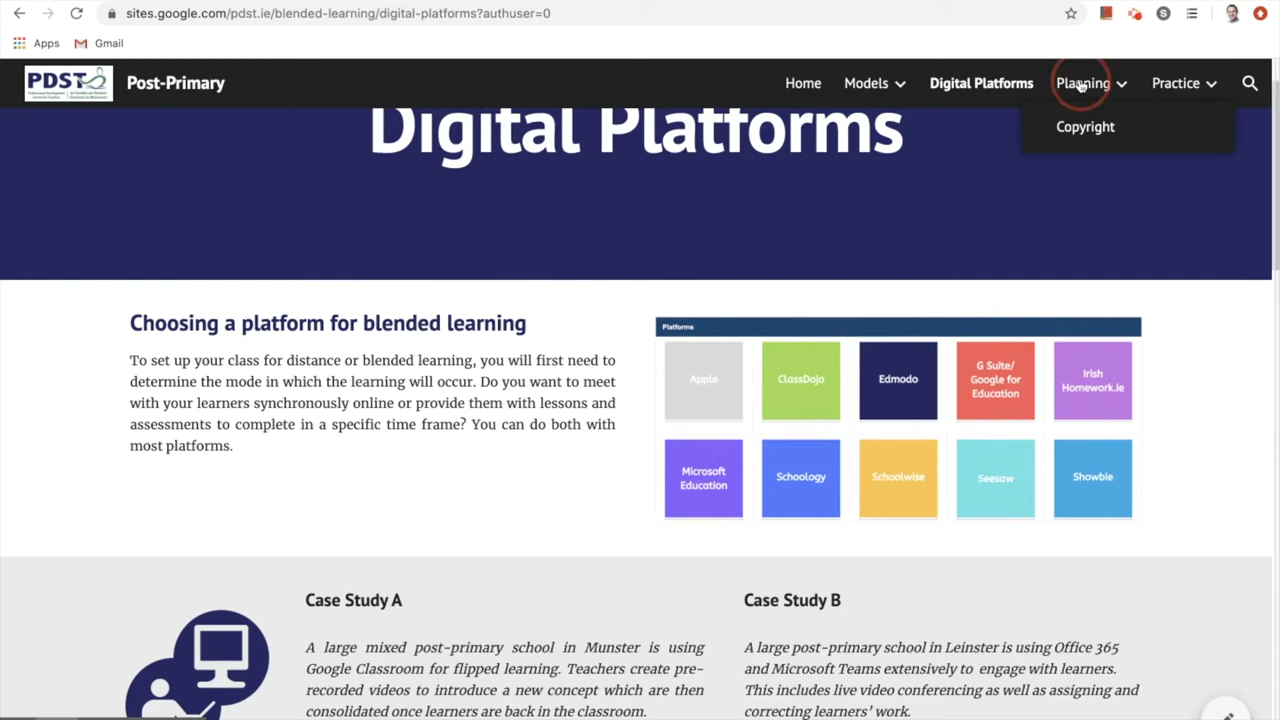 sites.google.com/pdst.ie/blended-learning/digital-platforms?authuser=0
Apps
Gmail
PDST
Post-Primary
Home
Models
Digital Platforms
Planning
Practice
Copyright
Digital Platforms
Choosing a platform for blended learning
To set up your class for distance or blended learning, you will first need to
determine the mode in which the learning will occur. Do you want to meet
with your learners synchronously online or provide them with lessons and
assessments to complete in a specific time frame? You can do both with
most platforms.
Platforms
Apple
ClassDojo
Edmodo
G Suite/
Google for
Education
Irish
Homework.ie
Microsoft
Education
Schoology
Schoolwise
Seesaw
Showbie
Case Study A
A large mixed post-primary school in Munster is using
Google Classroom for flipped learning. Teachers create pre-
recorded videos to introduce a new concept which are then
consolidated once learners are back in the classroom.
Case Study B
A large post-primary school in Leinster is using Office 365
and Microsoft Teams extensively to engage with learners.
This includes live video conferencing as well as assigning and
correcting learners' work.